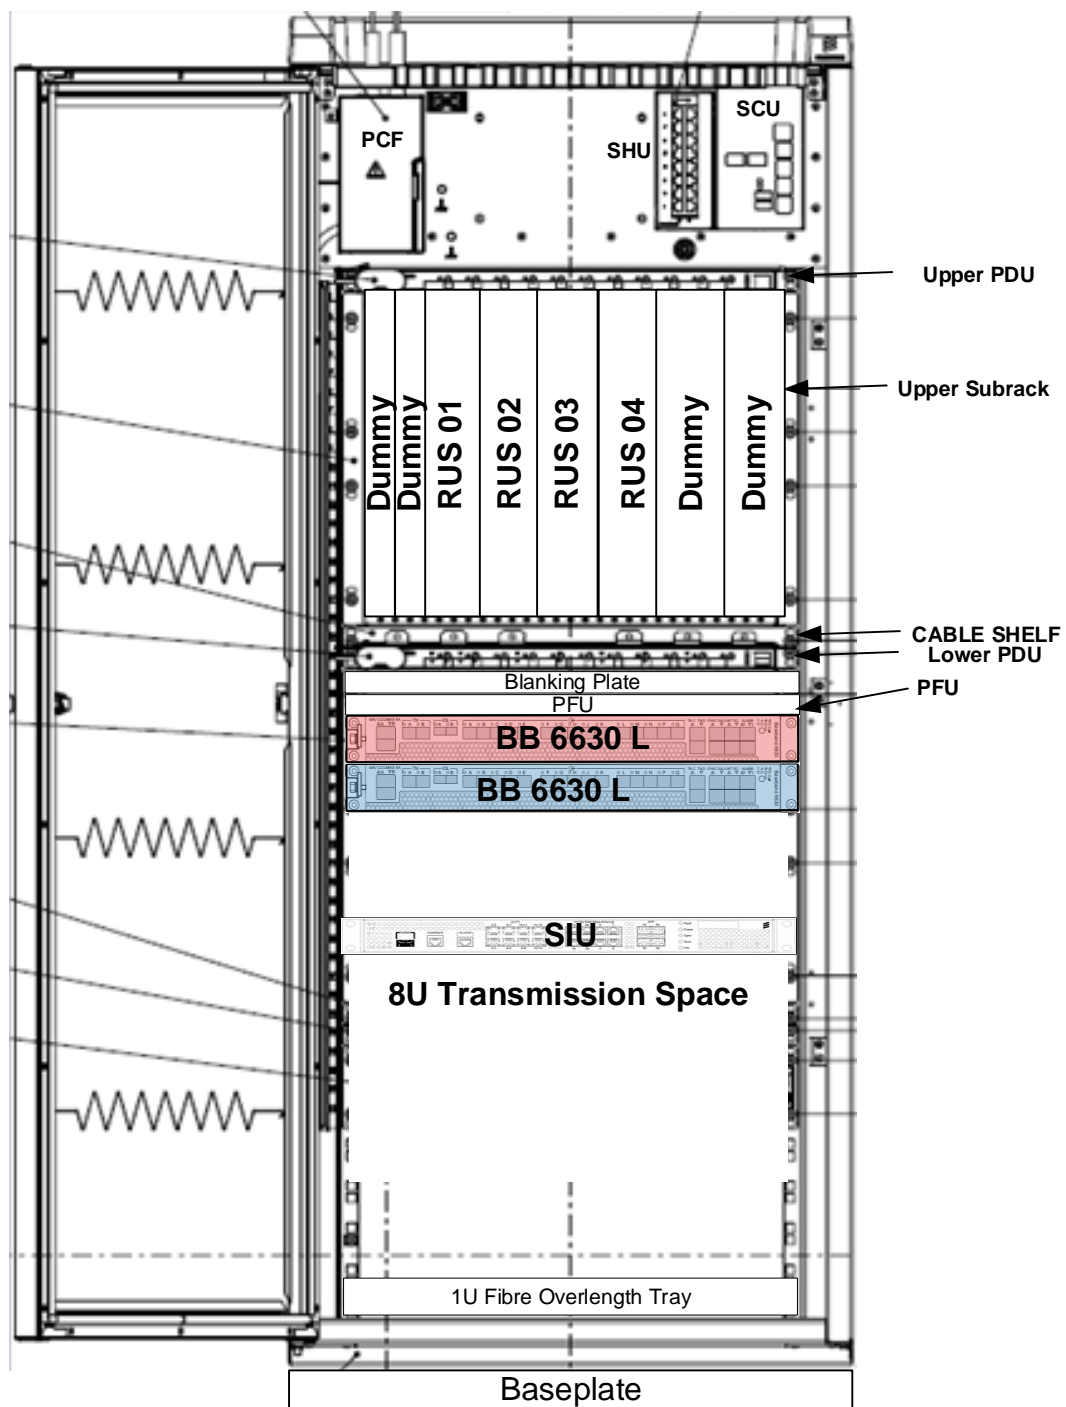 SCU
PCF
SHU
Upper PDU
Upper Subrack
Dummy
Dummy
RUS 01
RUS 02
RUS 03
RUS 04
Dummy
Dummy
CABLE SHELF
Lower PDU
Blanking Plate
PFU
PFU
BB 6630 L
BB 6630 L
SIU
8U Transmission Space
1U Fibre Overlength Tray
Baseplate